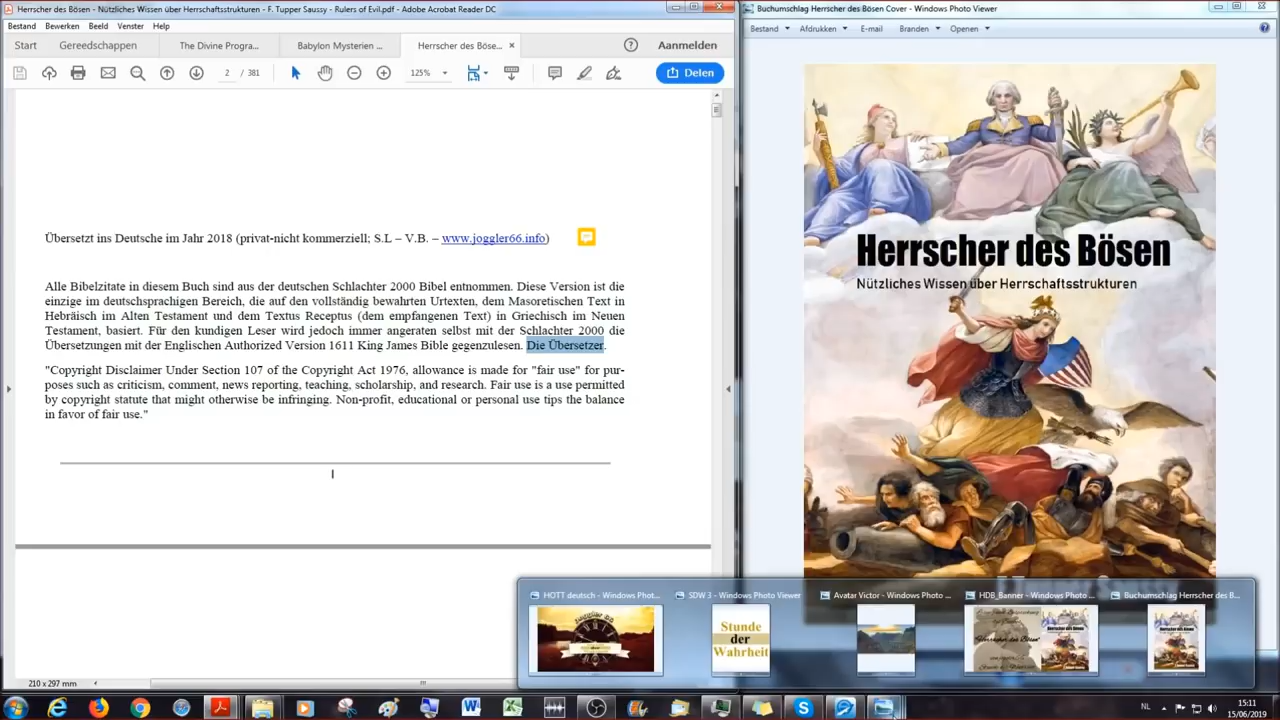 Herrscher des Bösen - Nützliches Wissen über Herrschaftsstrukturen - F. Tupper Saussy - Rulers of Evil.pdf - Adobe Acrobat Reader DC
Bestand Bewerken Beeld Venster Help
Start Gereedschappen The Divine Progra... Babylon Mysterien ... Herrscher des Böse... × Aanmelden
2 / 381 125% Delen
Übersetzt ins Deutsche im Jahr 2018 (privat-nicht kommerziell; S.L – V.B. – www.joggler66.info)
Alle Bibelzitate in diesem Buch sind aus der deutschen Schlachter 2000 Bibel entnommen. Diese Version ist die
einzige im deutschsprachigen Bereich, die auf den vollständig bewahrten Urtexten, dem Masoretischen Text in
Hebräisch im Alten Testament und dem Textus Receptus (dem empfangenen Text) in Griechisch im Neuen
Testament, basiert. Für den kundigen Leser wird jedoch immer angeraten selbst mit der Schlachter 2000 die
Übersetzungen mit der Englischen Authorized Version 1611 King James Bible gegenzulesen. Die Übersetzer.
"Copyright Disclaimer Under Section 107 of the Copyright Act 1976, allowance is made for "fair use" for pur-
poses such as criticism, comment, news reporting, teaching, scholarship, and research. Fair use is a use permitted
by copyright statute that might otherwise be infringing. Non-profit, educational or personal use tips the balance
in favor of fair use."
210 x 297 mm
Buchumschlag Herrscher des Bösen Cover - Windows Photo Viewer
Bestand Afdrukken E-mail Branden Openen
Herrscher des Bösen
Nützliches Wissen über Herrschaftsstrukturen
HOTT deutsch - Windows Phot...
SDW 3 - Windows Photo Viewer
Avatar Victor - Windows Photo ...
HDB_Banner - Windows Photo ...
Buchumschlag Herrscher des B...
Stunde
der
Wahrheit
NL 15:11
15/06/2019